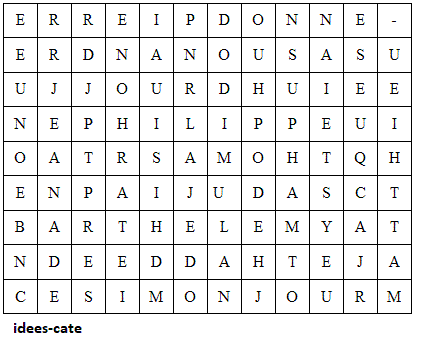 E R R E I P D O N N E -
E R D N A N O U S A S U
U J J O U R D H U I E E
N E P H I L I P P E U I
O A T R S A M O H T Q H
E N P A I J U D A S C T
B A R T H E L E M Y A T
N D E E D D A H T E J A
C E S I M O N J O U R M
idees-cate